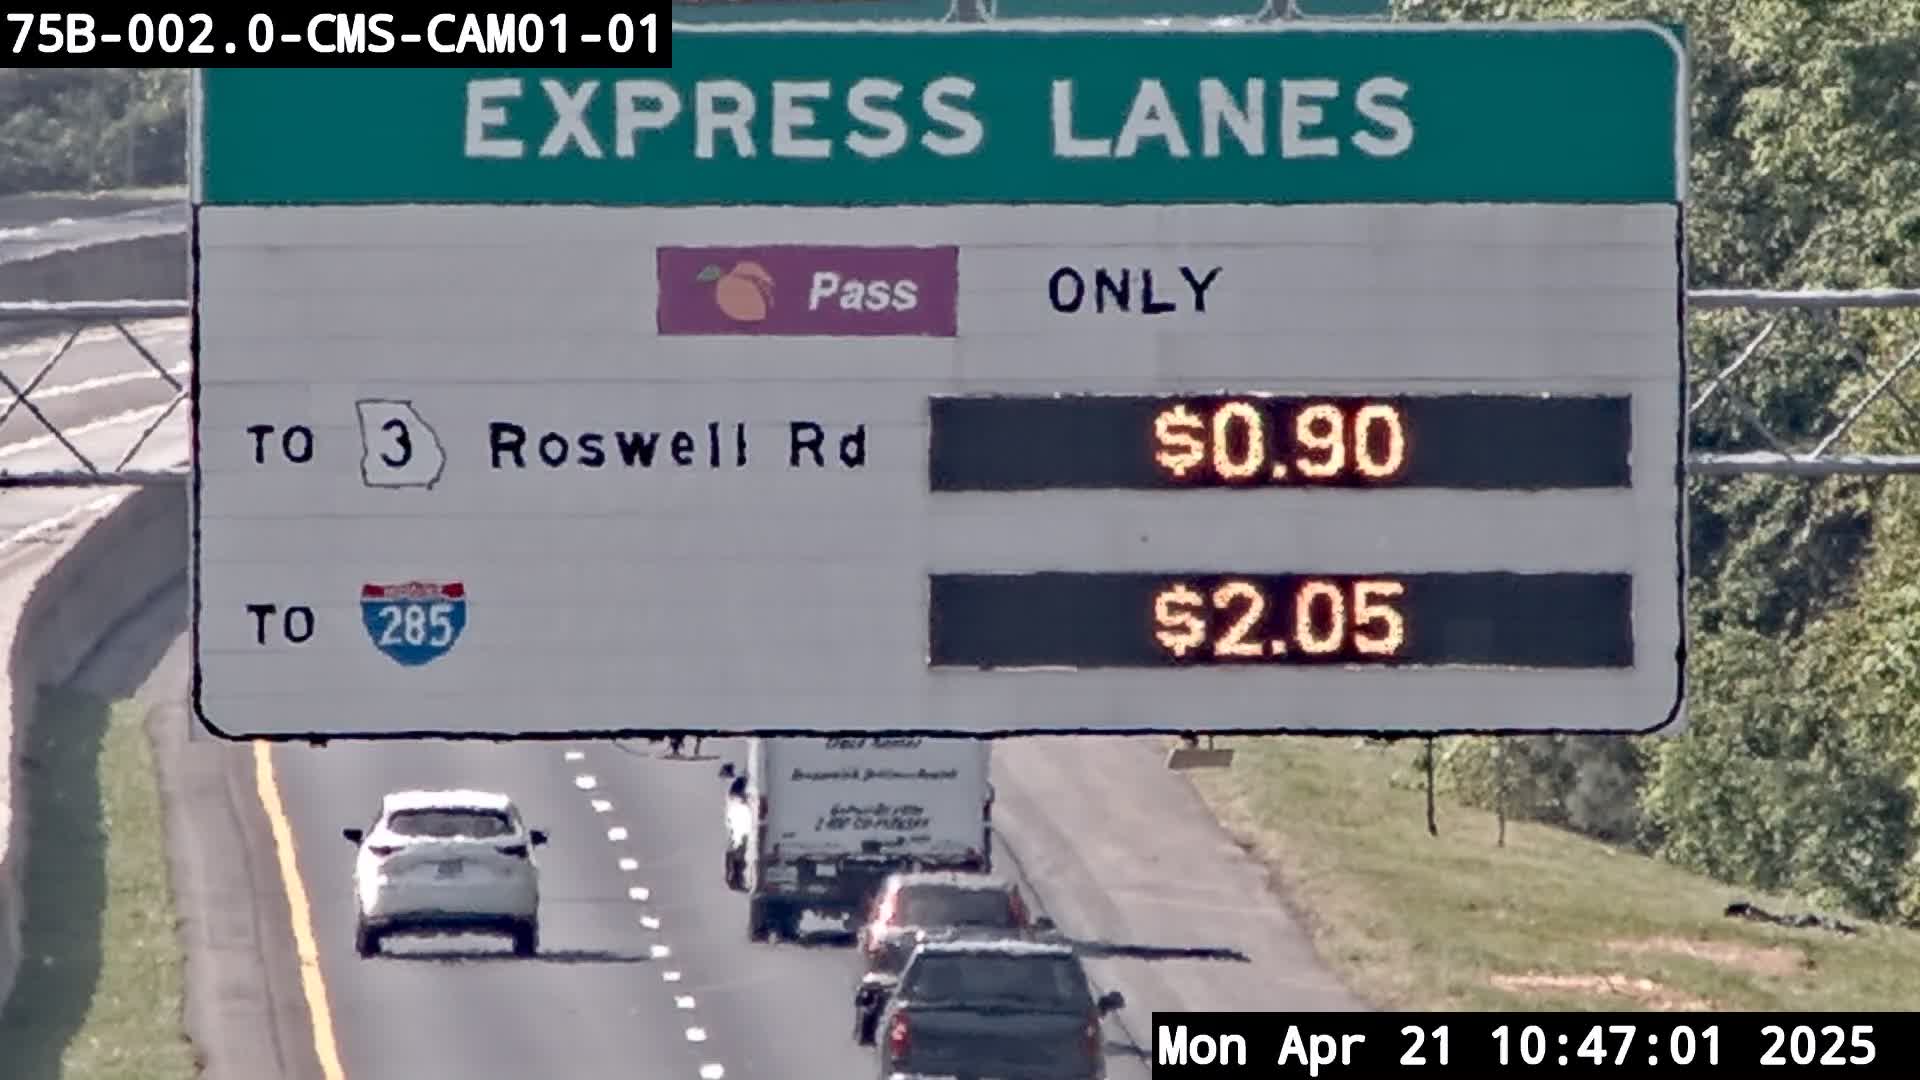 75B-002.0-CMS-CAM01-01
EXPRESS LANES
Pass ONLY
TO 3 Roswell Rd $0.90
TO 285 $2.05
Mon Apr 21 10:47:01 2025